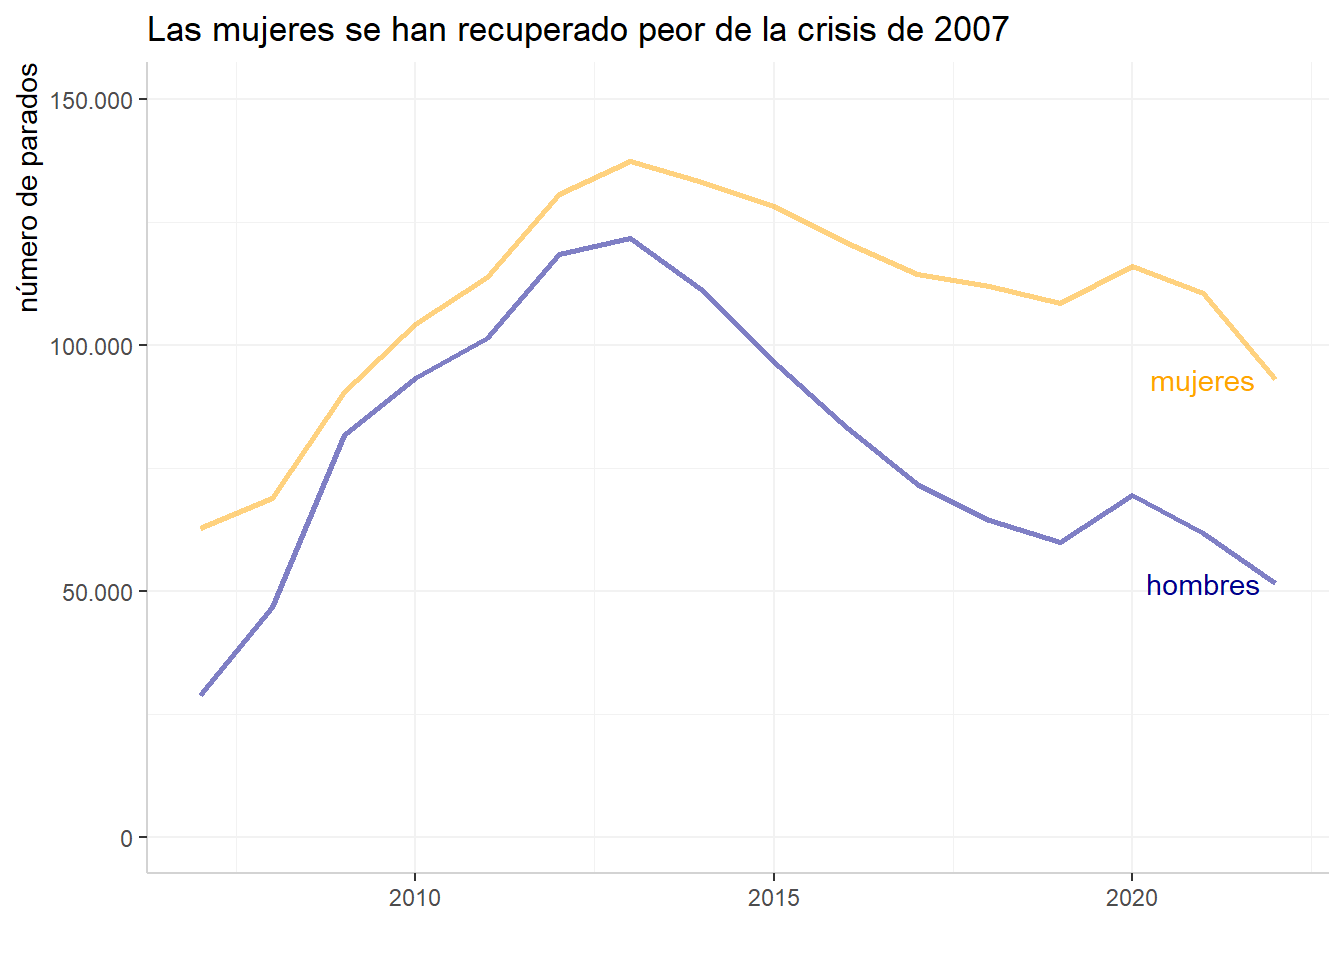 Las mujeres se han recuperado peor de la crisis de 2007
número de parados
150.000
100.000
50.000
0
mujeres
hombres
2010
2015
2020